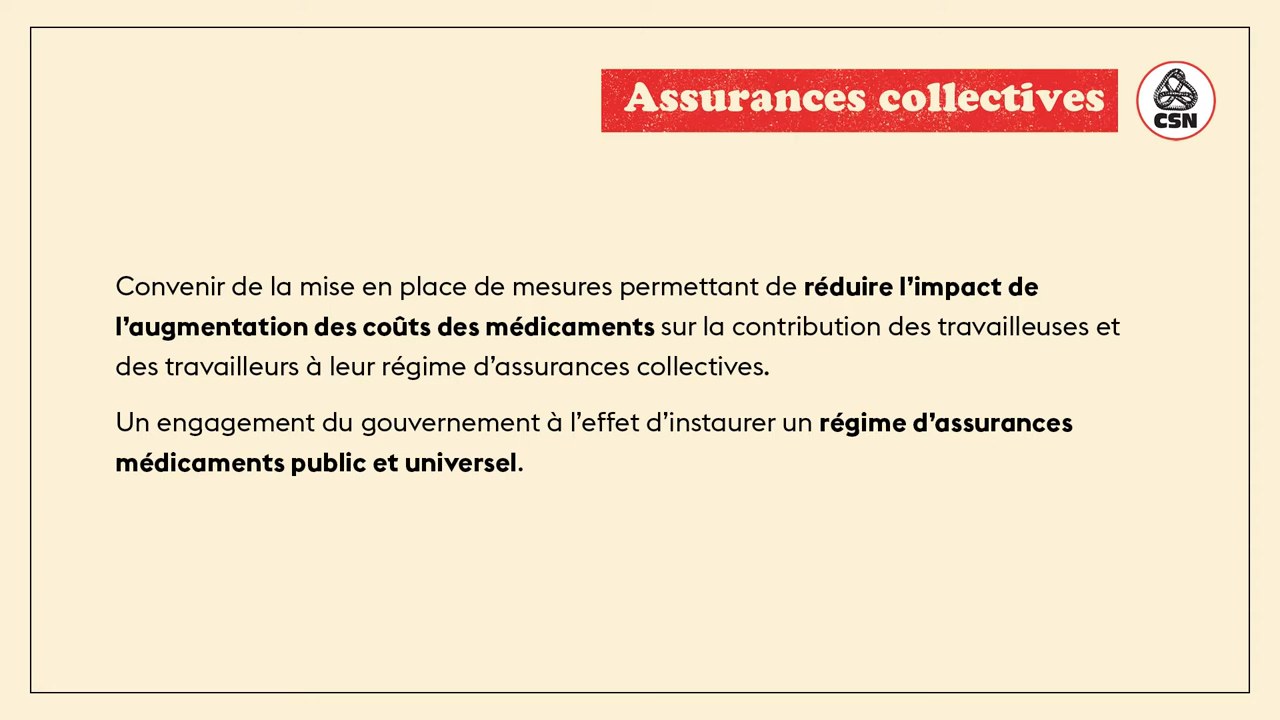 Assurances collectives
CSN
Convenir de la mise en place de mesures permettant de réduire l’impact de
l’augmentation des coûts des médicaments sur la contribution des travailleuses et
des travailleurs à leur régime d’assurances collectives.
Un engagement du gouvernement à l’effet d’instaurer un régime d’assurances
médicaments public et universel.